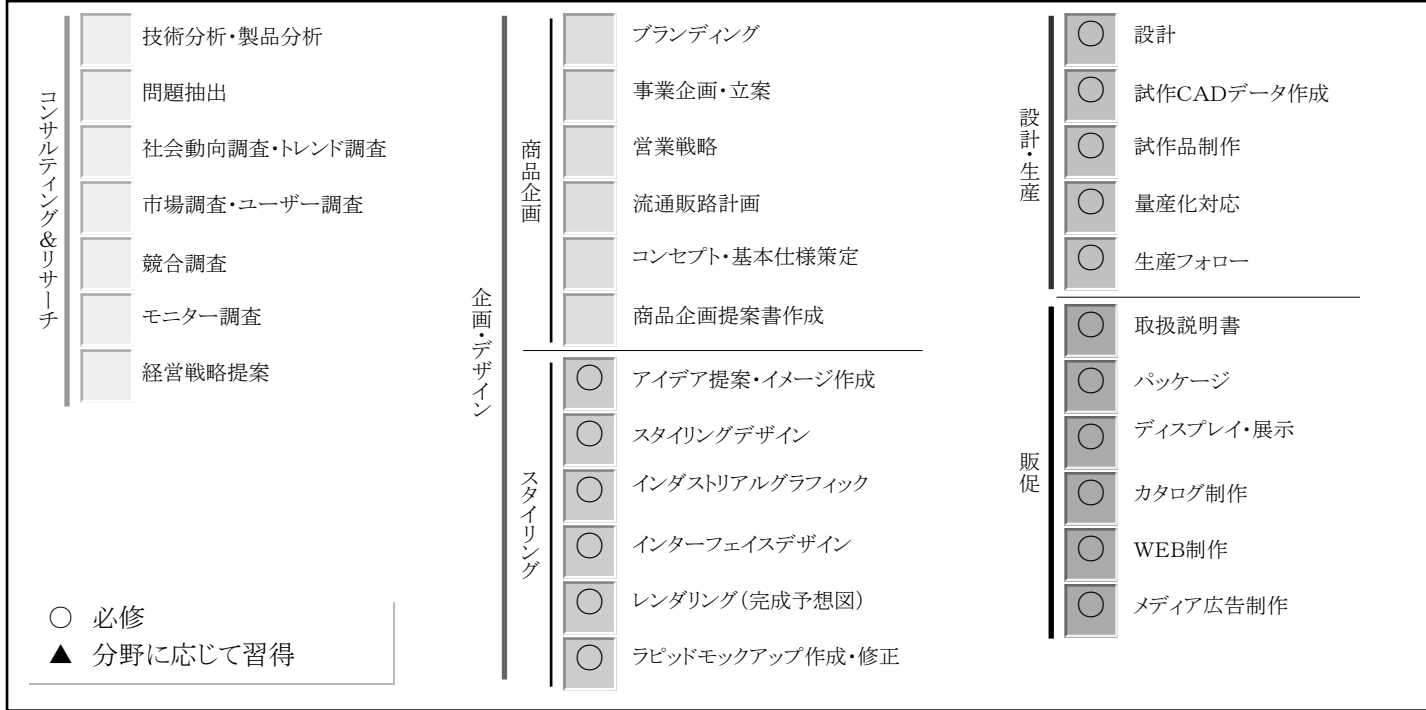 コンサルティング&リサーチ
技術分析・製品分析
問題抽出
社会動向調査・トレンド調査
市場調査・ユーザー調査
競合調査
モニター調査
経営戦略提案
企画・デザイン
商品企画
ブランディング
事業企画・立案
営業戦略
流通販路計画
コンセプト・基本仕様策定
商品企画提案書作成
スタイリング
○ アイデア提案・イメージ作成
○ スタイリングデザイン
○ インダストリアルグラフィック
○ インターフェイスデザイン
○ レンダリング(完成予想図)
○ ラピッドモックアップ作成・修正
設計・生産
○ 設計
○ 試作CADデータ作成
○ 試作品制作
○ 量産化対応
○ 生産フォロー
販促
○ 取扱説明書
○ パッケージ
○ ディスプレイ・展示
○ カタログ制作
○ WEB制作
○ メディア広告制作
○ 必修
▲ 分野に応じて習得